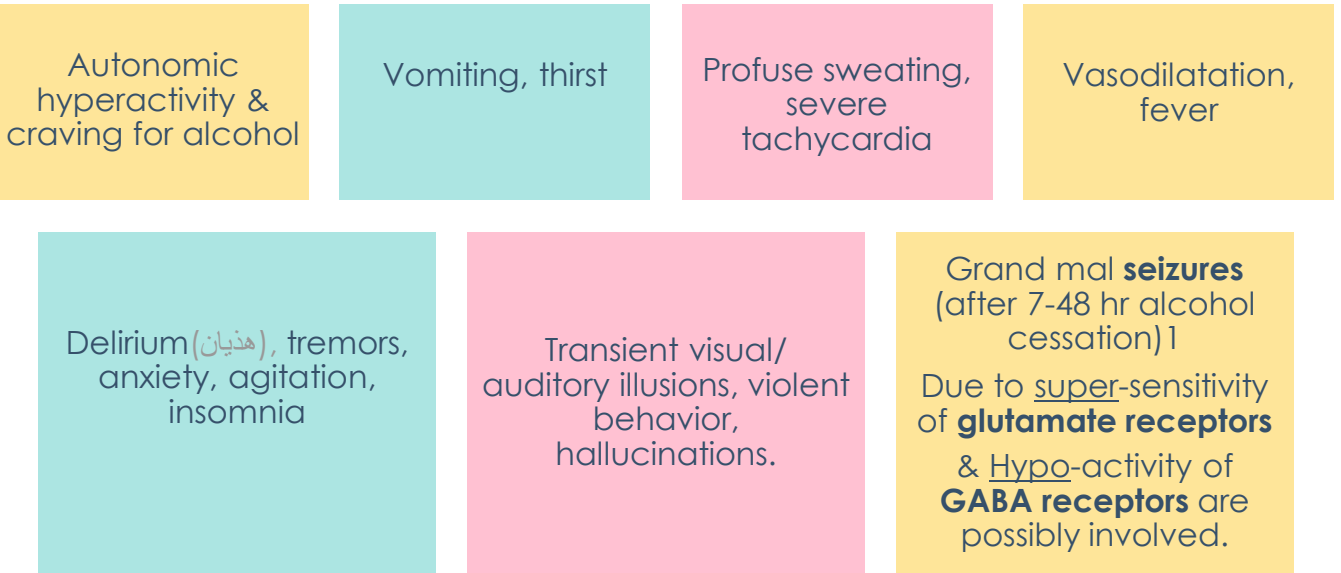 Autonomic
hyperactivity &
craving for alcohol
Vomiting, thirst
Profuse sweating,
severe
tachycardia
Vasodilatation,
fever
Delirium(هذيان), tremors,
anxiety, agitation,
insomnia
Transient visual/
auditory illusions, violent
behavior,
hallucinations.
Grand mal seizures
(after 7-48 hr alcohol
cessation)1
Due to super-sensitivity
of glutamate receptors
& Hypo-activity of
GABA receptors are
possibly involved.